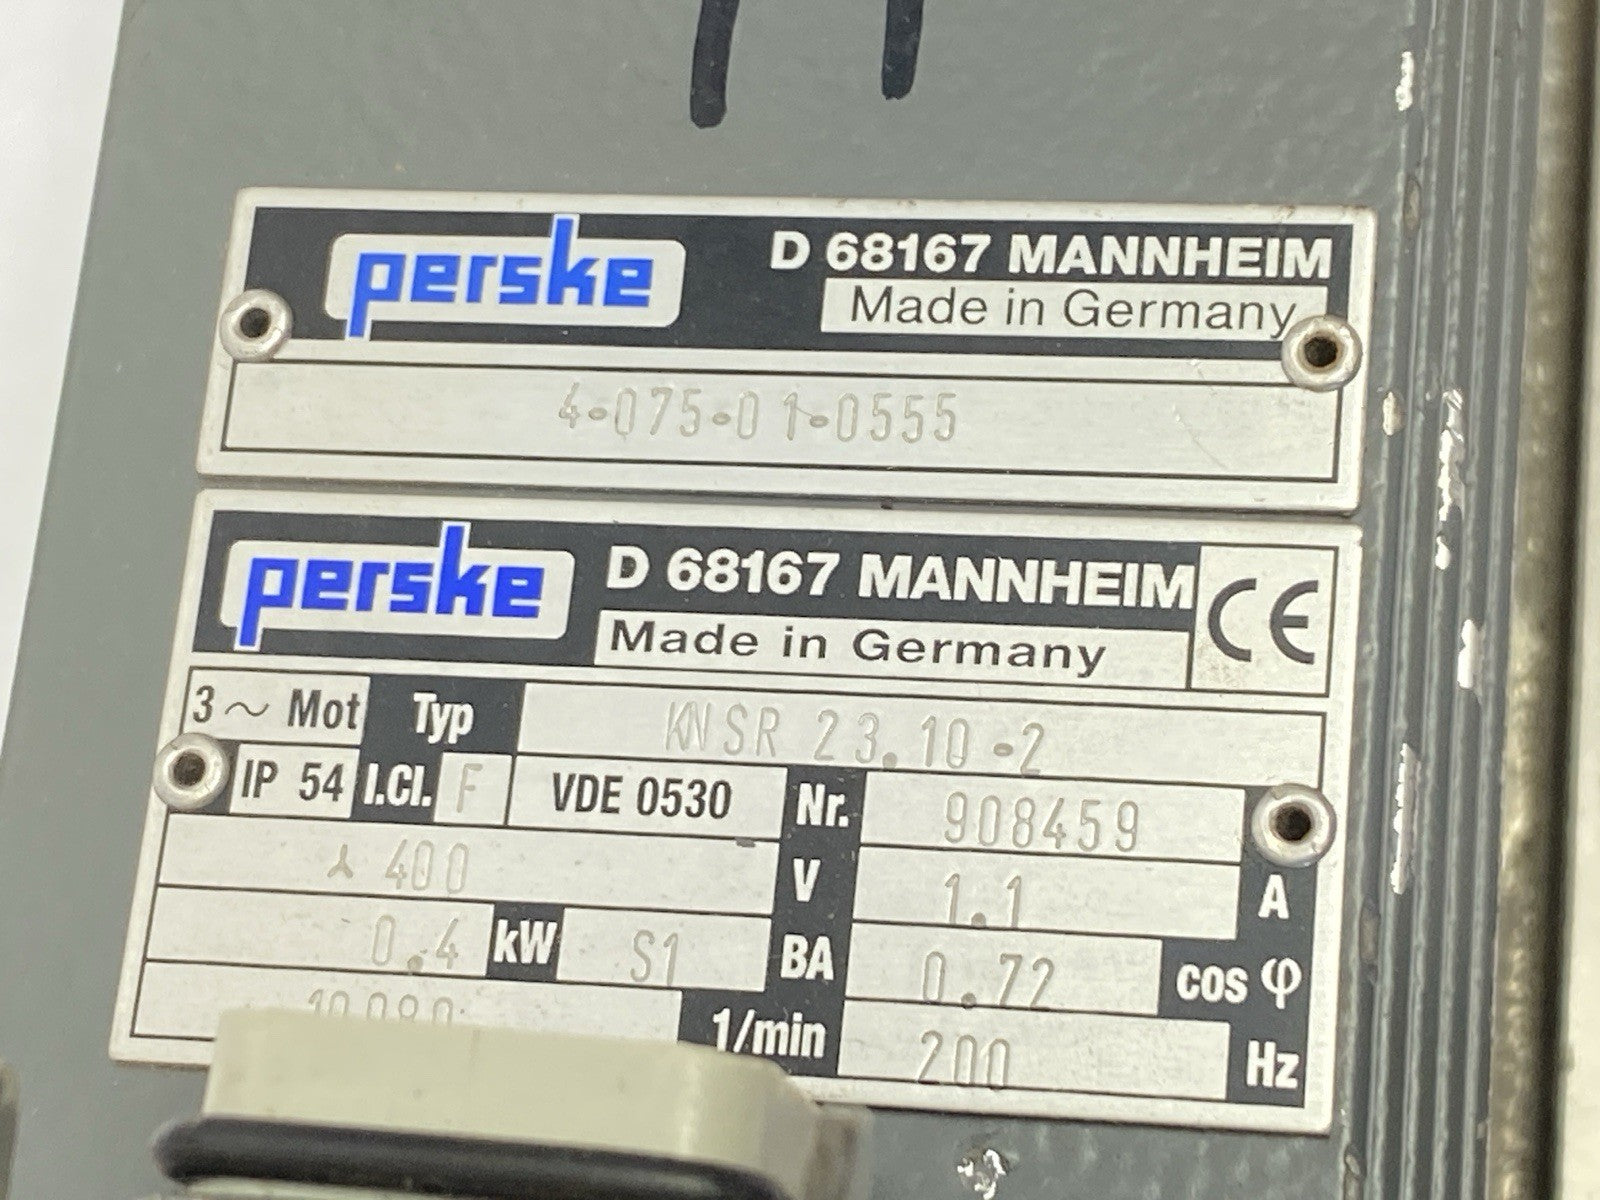 perske
D 68167 MANNHEIM
Made in Germany
4-075-01-0555
perske
D 68167 MANNHEIM
Made in Germany
CE
3 ~ Mot Typ KNSR 23.10-2
IP 54 I.Cl. F VDE 0530 Nr. 908459
400 V 1.1 A
0.4 kW S1 BA 0.72 cos φ
1/min 200 Hz